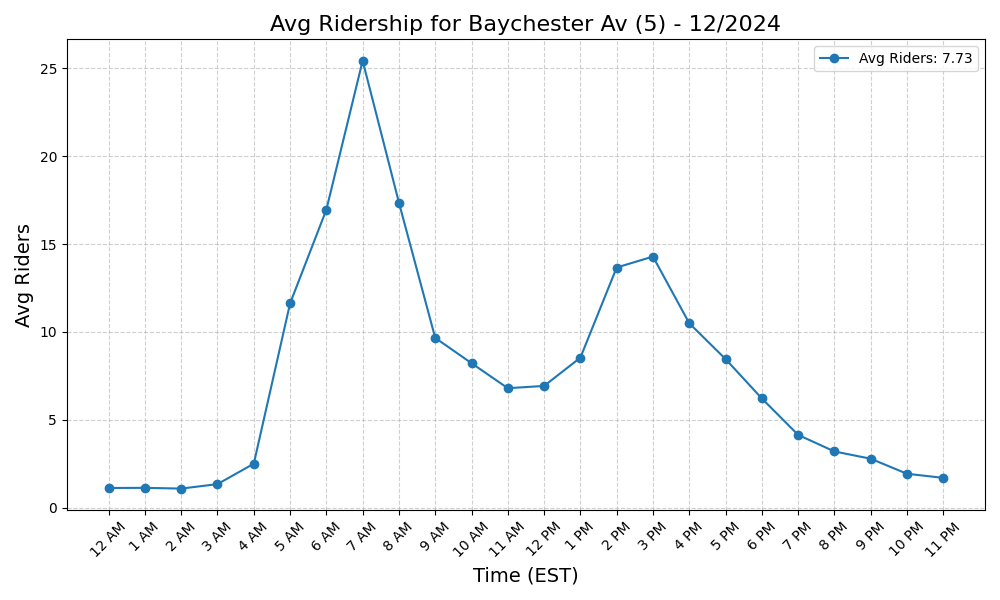 Avg Ridership for Baychester Av (5) - 12/2024
Avg Riders: 7.73
Avg Riders
25
20
15
10
5
0
12 AM
1 AM
2 AM
3 AM
4 AM
5 AM
6 AM
7 AM
8 AM
9 AM
10 AM
11 AM
12 PM
1 PM
2 PM
3 PM
4 PM
5 PM
6 PM
7 PM
8 PM
9 PM
10 PM
11 PM
Time (EST)